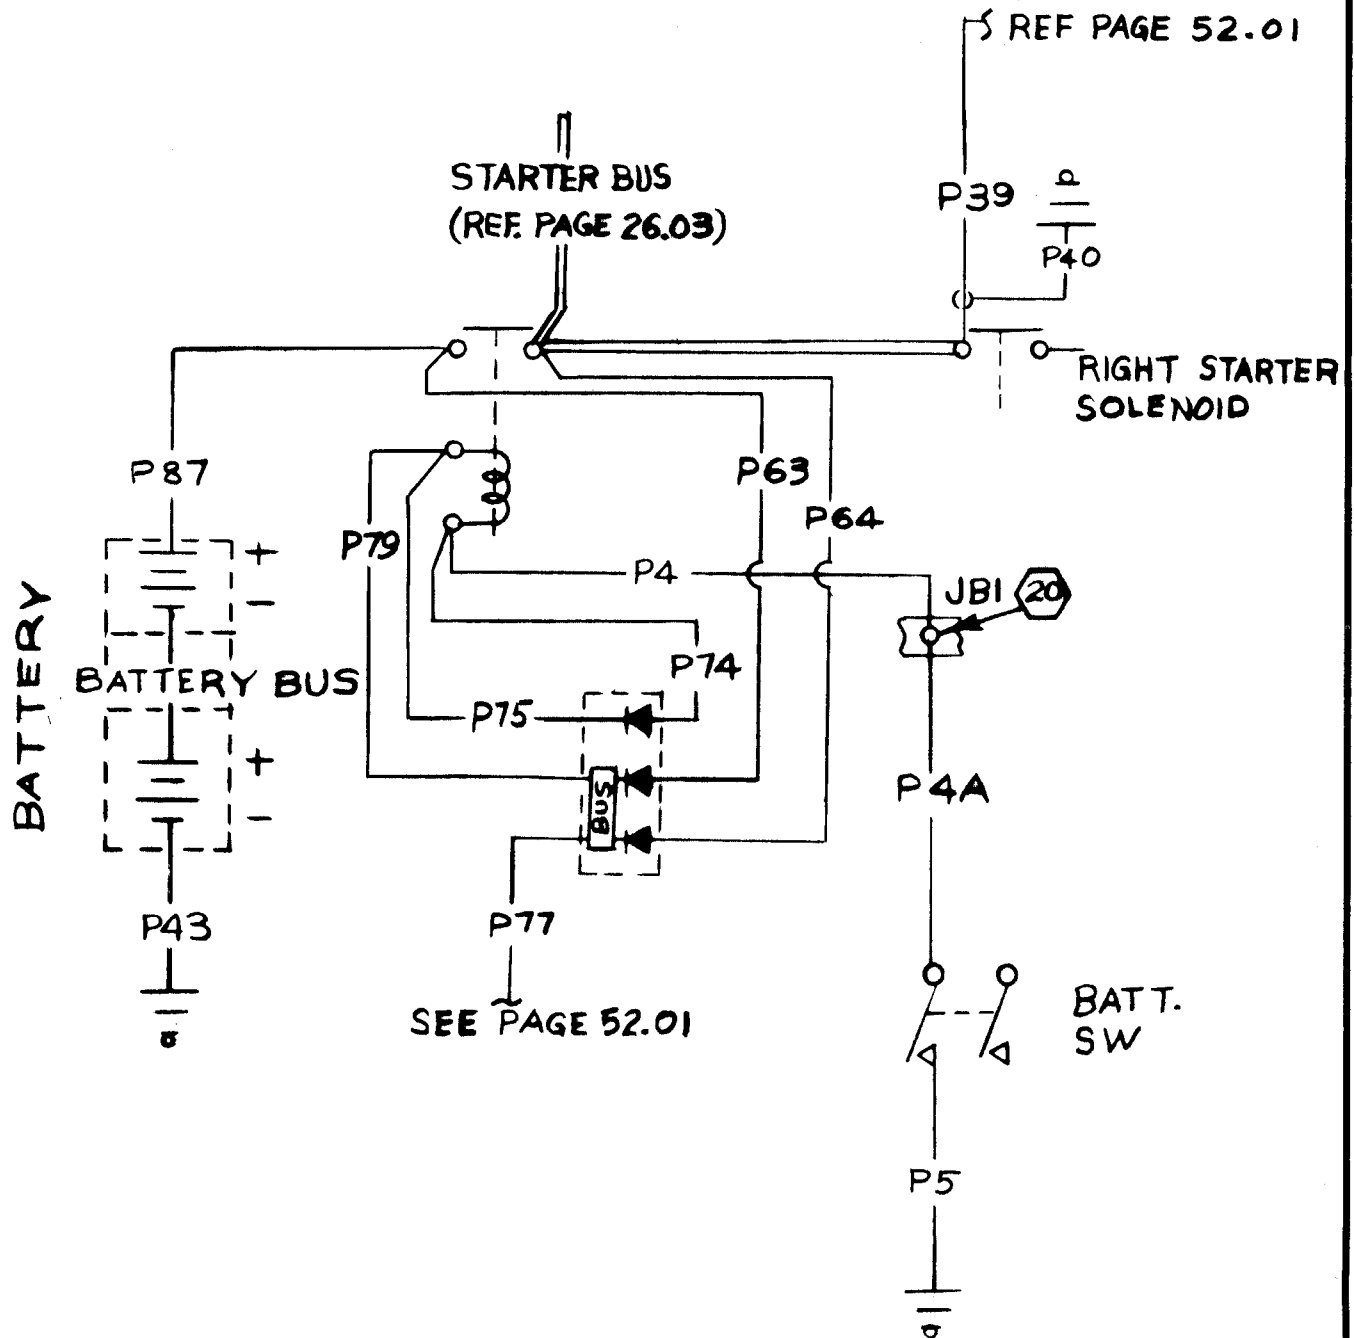 REF PAGE 52.01
STARTER BUS
(REF. PAGE 26.03)
P39
P40
RIGHT STARTER
SOLENOID
P87
P63
P64
P79
+
P4
−
JB1
20
BATTERY
BATTERY BUS
P74
P75
+
−
BUS
P4A
P43
P77
SEE PAGE 52.01
BATT.
SW
P5